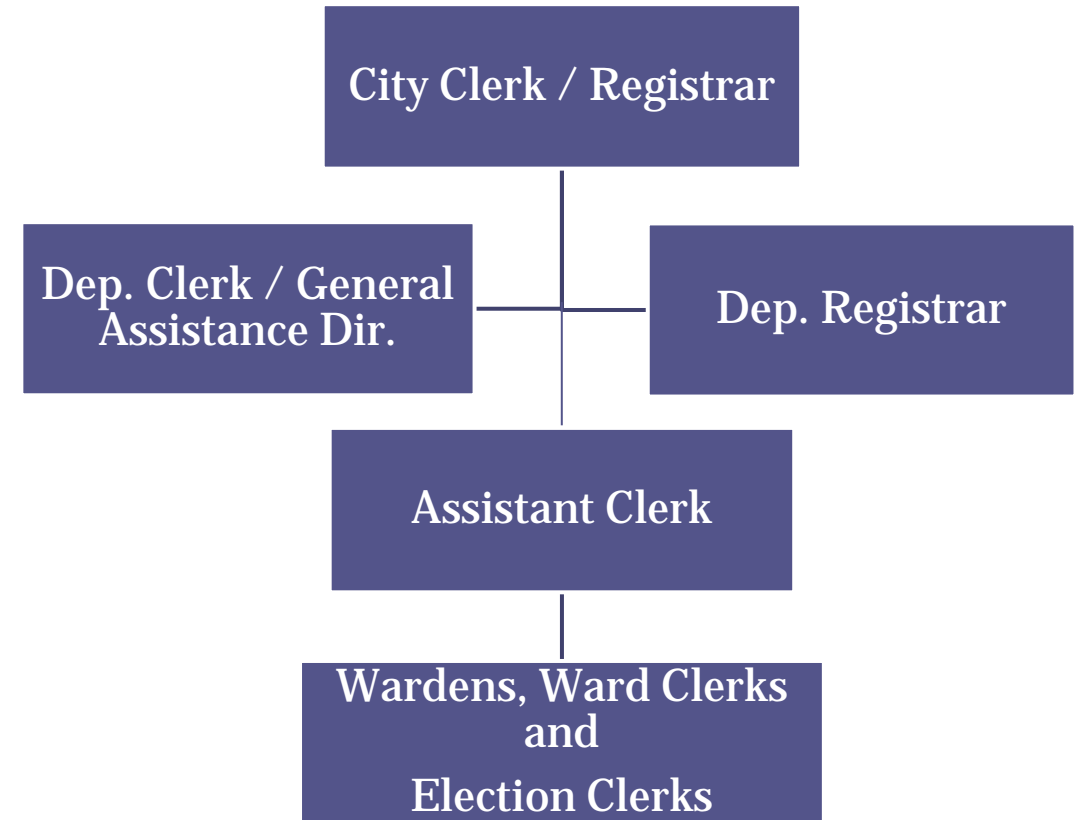 City Clerk / Registrar
Dep. Clerk / General
Assistance Dir.
Dep. Registrar
Assistant Clerk
Wardens, Ward Clerks
and
Election Clerks